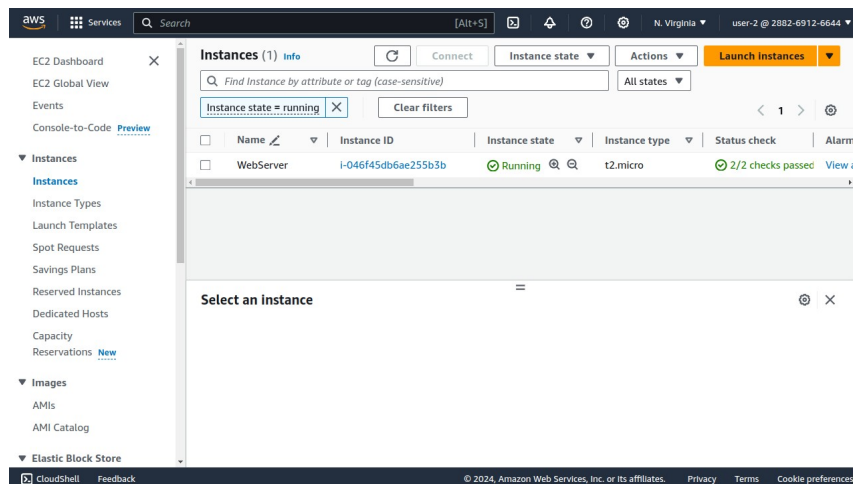 aws Services Search [Alt+S] N. Virginia user-2 @ 2882-6912-6644
EC2 Dashboard
EC2 Global View
Events
Console-to-Code Preview
Instances
Instances
Instance Types
Launch Templates
Spot Requests
Savings Plans
Reserved Instances
Dedicated Hosts
Capacity
Reservations New
Images
AMIs
AMI Catalog
Elastic Block Store
Instances (1) Info Connect Instance state Actions Launch instances
Find Instance by attribute or tag (case-sensitive) All states
Instance state = running Clear filters 1
Name Instance ID Instance state Instance type Status check Alarm
WebServer i-046f45db6ae255b3b Running t2.micro 2/2 checks passed View a
Select an instance
CloudShell Feedback © 2024, Amazon Web Services, Inc. or its affiliates. Privacy Terms Cookie preferences